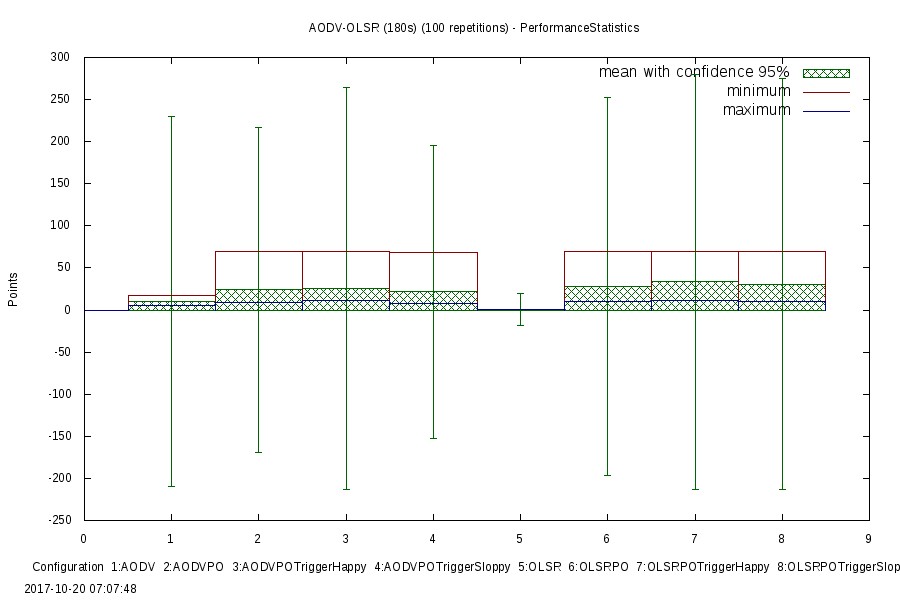 AODV-OLSR (180s) (100 repetitions) - PerformanceStatistics
mean with confidence 95%
minimum
maximum
Points
300
250
200
150
100
50
0
-50
-100
-150
-200
-250
0 1 2 3 4 5 6 7 8 9
Configuration 1:AODV 2:AODVPO 3:AODVPOTriggerHappy 4:AODVPOTriggerSloppy 5:OLSR 6:OLSRPO 7:OLSRPOTriggerHappy 8:OLSRPOTriggerSlop
2017-10-20 07:07:48